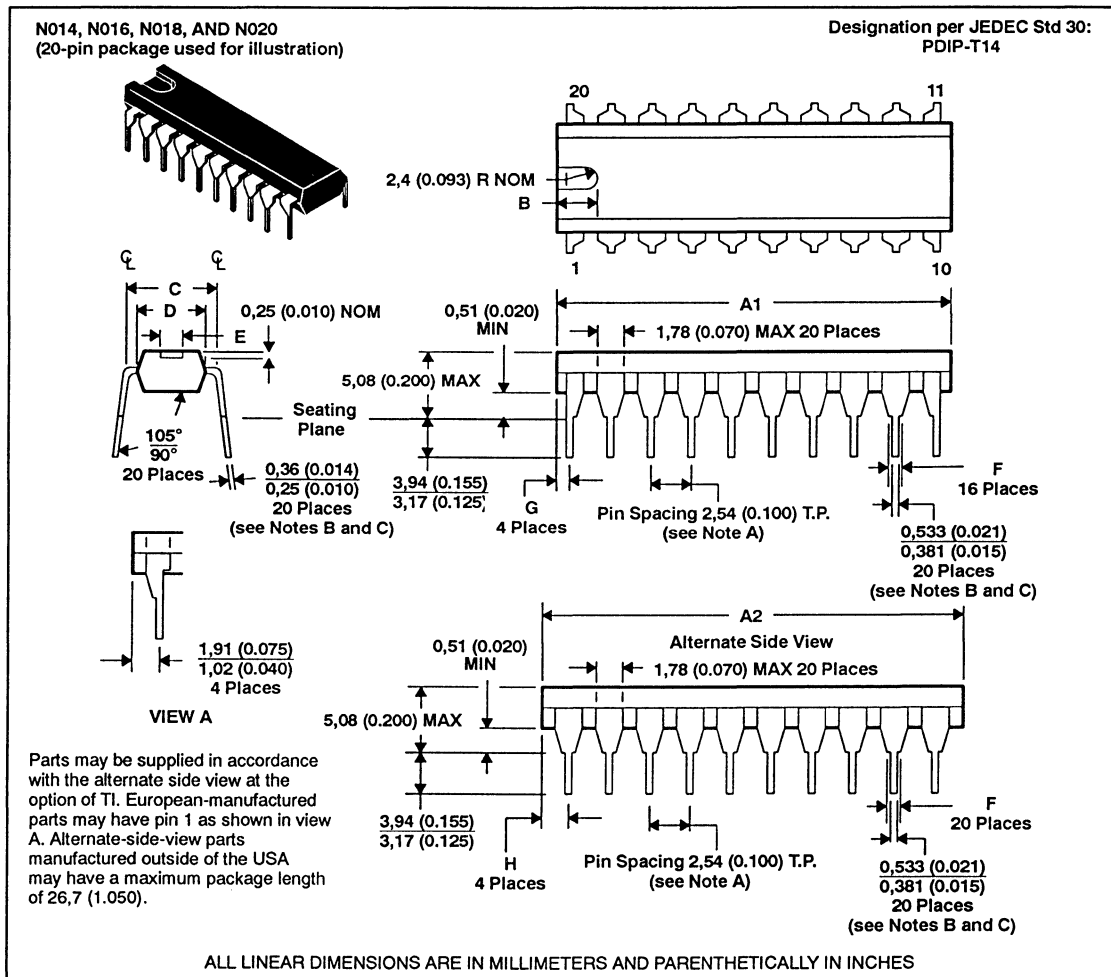 N014, N016, N018, AND N020
(20-pin package used for illustration)
Designation per JEDEC Std 30:
PDIP-T14
20
11
2,4 (0.093) R NOM
B
1
10
℄
℄
C
D
0,25 (0.010) NOM
E
105°
90°
20 Places
0,36 (0.014)
0,25 (0.010)
20 Places
(see Notes B and C)
A1
0,51 (0.020)
MIN
1,78 (0.070) MAX 20 Places
5,08 (0.200) MAX
Seating
Plane
3,94 (0.155)
3,17 (0.125)
G
4 Places
Pin Spacing 2,54 (0.100) T.P.
(see Note A)
F
16 Places
0,533 (0.021)
0,381 (0.015)
20 Places
(see Notes B and C)
1,91 (0.075)
1,02 (0.040)
4 Places
VIEW A
A2
Alternate Side View
0,51 (0.020)
MIN
1,78 (0.070) MAX 20 Places
5,08 (0.200) MAX
3,94 (0.155)
3,17 (0.125)
H
4 Places
Pin Spacing 2,54 (0.100) T.P.
(see Note A)
F
20 Places
0,533 (0.021)
0,381 (0.015)
20 Places
(see Notes B and C)
Parts may be supplied in accordance
with the alternate side view at the
option of TI. European-manufactured
parts may have pin 1 as shown in view
A. Alternate-side-view parts
manufactured outside of the USA
may have a maximum package length
of 26,7 (1.050).
ALL LINEAR DIMENSIONS ARE IN MILLIMETERS AND PARENTHETICALLY IN INCHES